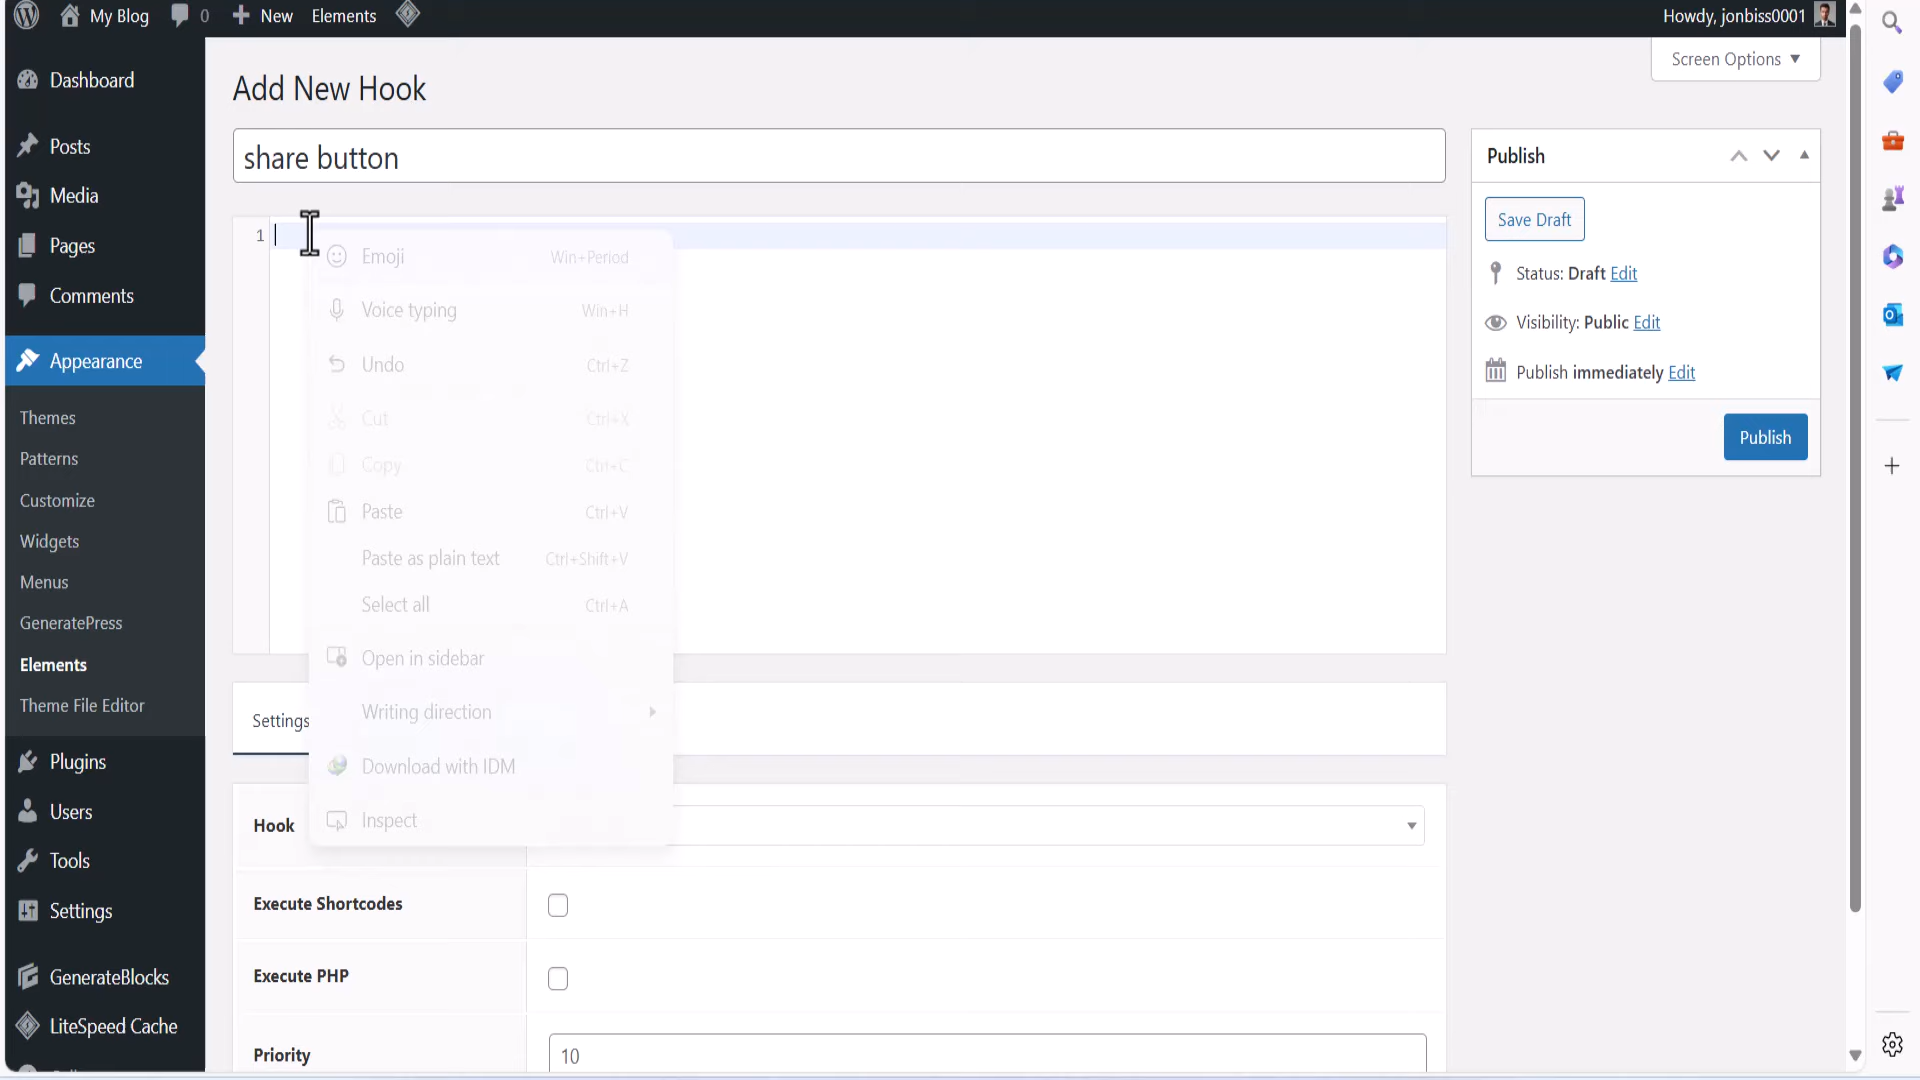 My Blog
0
New
Elements
Howdy, jonbiss0001
Dashboard
Posts
Media
Pages
Comments
Appearance
Themes
Patterns
Customize
Widgets
Menus
GeneratePress
Elements
Theme File Editor
Plugins
Users
Tools
Settings
GenerateBlocks
LiteSpeed Cache
Screen Options
Add New Hook
share button
1
Emoji Win+Period
Voice typing Win+H
Undo Ctrl+Z
Cut Ctrl+X
Copy Ctrl+C
Paste Ctrl+V
Paste as plain text Ctrl+Shift+V
Select all Ctrl+A
Open in sidebar
Writing direction
Download with IDM
Inspect
Settings
Hook
Execute Shortcodes
Execute PHP
Priority
10
Publish
Save Draft
Status: Draft Edit
Visibility: Public Edit
Publish immediately Edit
Publish